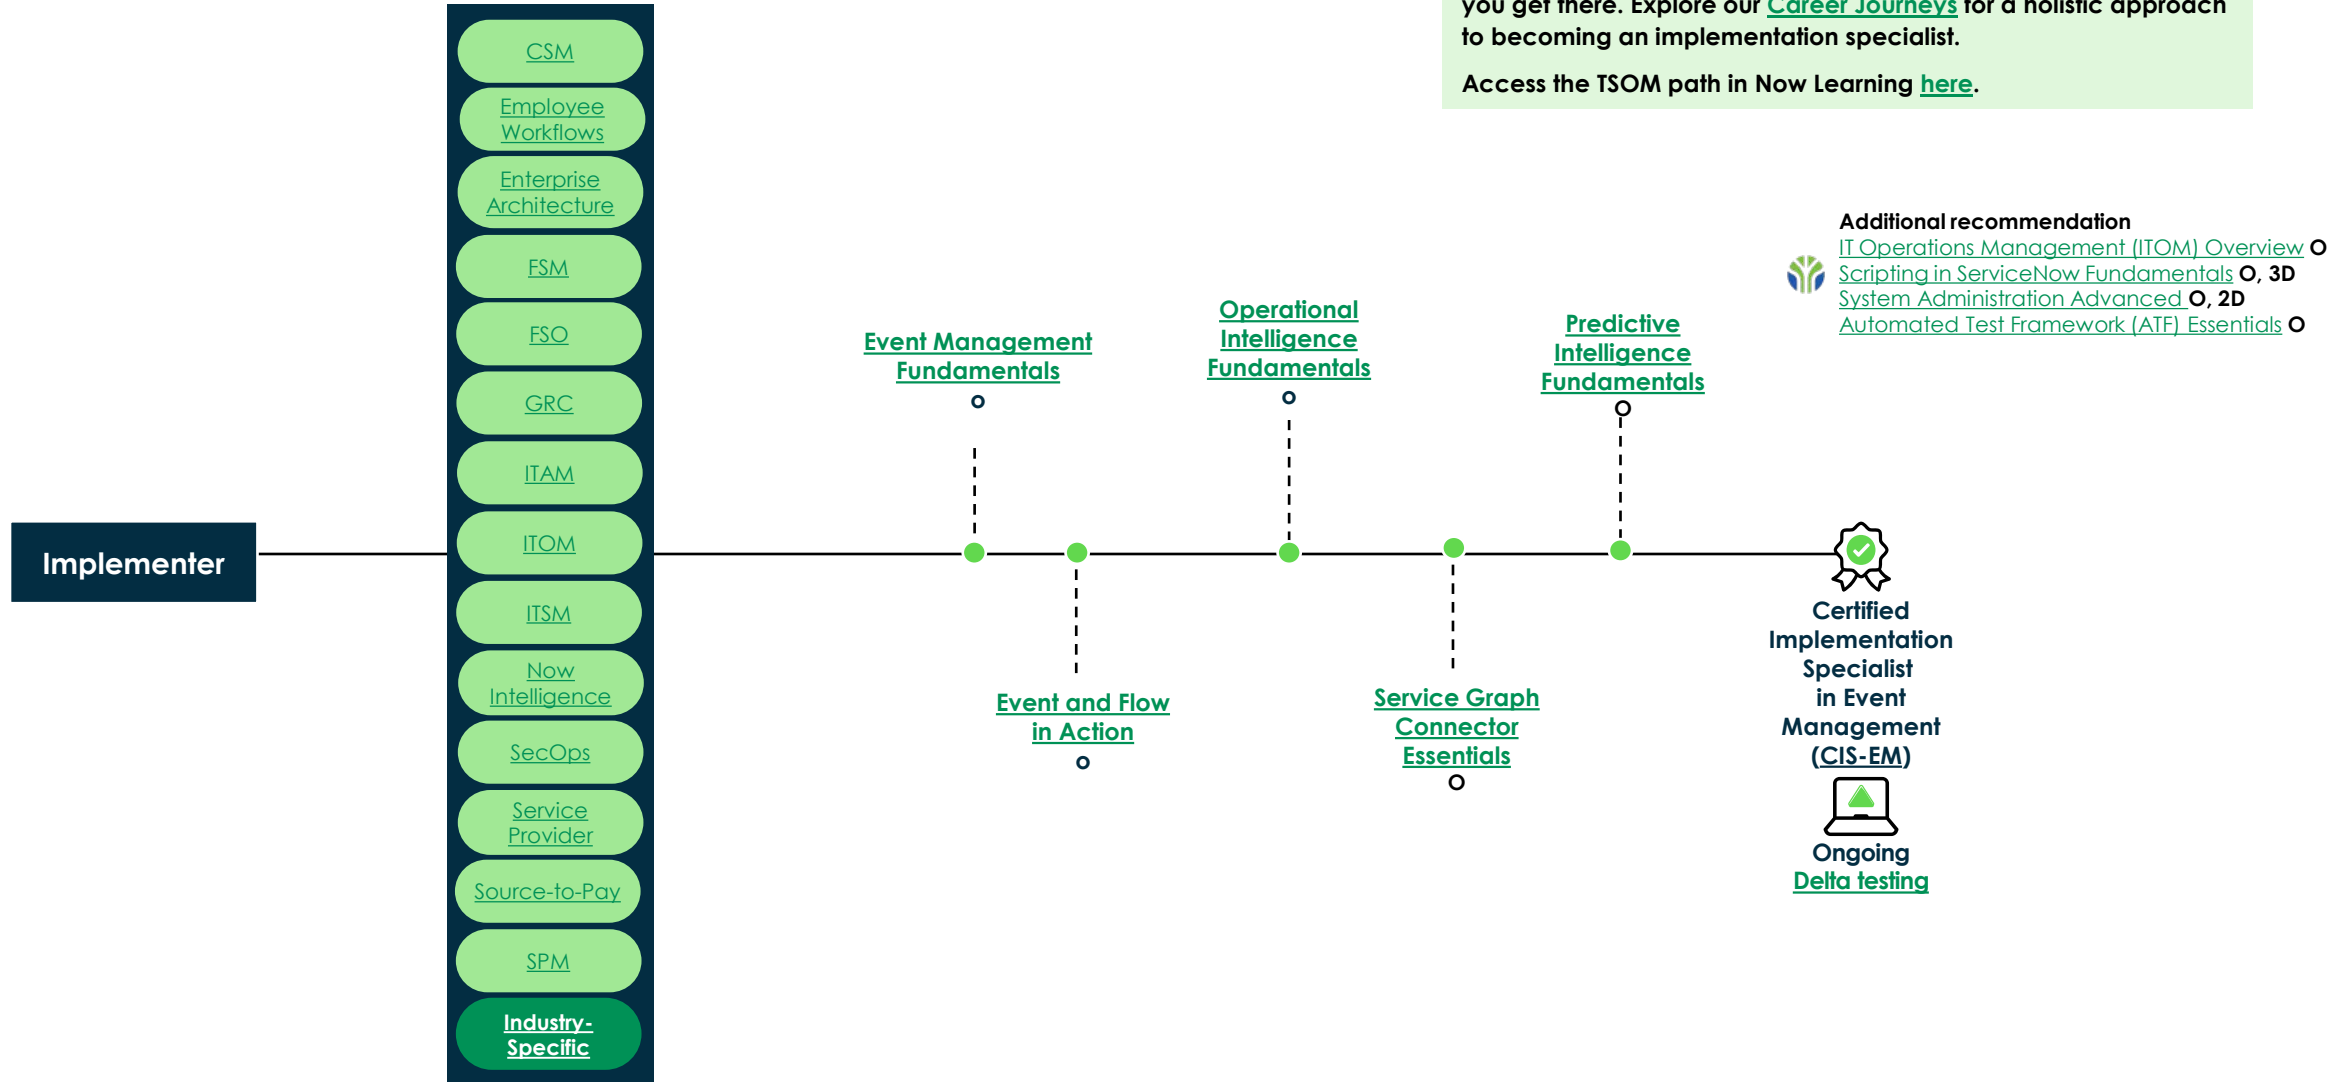 you get there. Explore our Career Journeys for a holistic approach
to becoming an implementation specialist.
Access the TSOM path in Now Learning here.
Implementer
CSM
Employee
Workflows
Enterprise
Architecture
FSM
FSO
GRC
ITAM
ITOM
ITSM
Now
Intelligence
SecOps
Service
Provider
Source-to-Pay
SPM
Industry-
Specific
Event Management
Fundamentals
O
Event and Flow
in Action
O
Operational
Intelligence
Fundamentals
O
Service Graph
Connector
Essentials
O
Predictive
Intelligence
Fundamentals
O
Additional recommendation
IT Operations Management (ITOM) Overview O
Scripting in ServiceNow Fundamentals O, 3D
System Administration Advanced O, 2D
Automated Test Framework (ATF) Essentials O
Certified
Implementation
Specialist
in Event
Management
(CIS-EM)
Ongoing
Delta testing